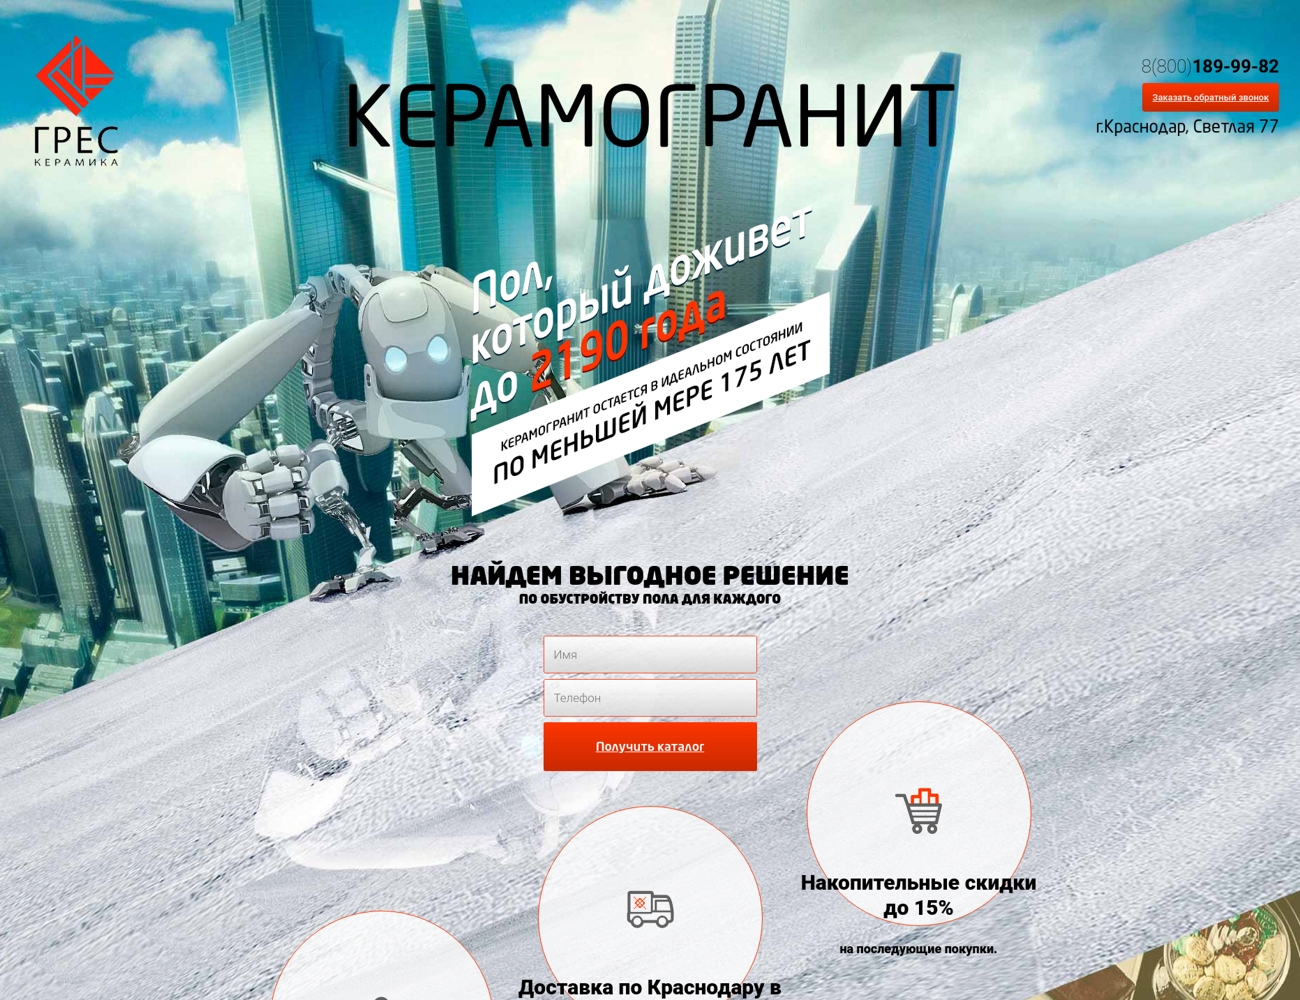 ГРЕС
КЕРАМИКА
КЕРАМОГРАНИТ
8(800)189-99-82
Заказать обратный звонок
г.Краснодар, Светлая 77
Пол,
который доживет
до 2190 года
КЕРАМОГРАНИТ ОСТАЕТСЯ В ИДЕАЛЬНОМ СОСТОЯНИИ
ПО МЕНЬШЕЙ МЕРЕ 175 ЛЕТ
НАЙДЕМ ВЫГОДНОЕ РЕШЕНИЕ
ПО ОБУСТРОЙСТВУ ПОЛА ДЛЯ КАЖДОГО
Имя
Телефон
Получить каталог
Накопительные скидки
до 15%
на последующие покупки.
Доставка по Краснодару в